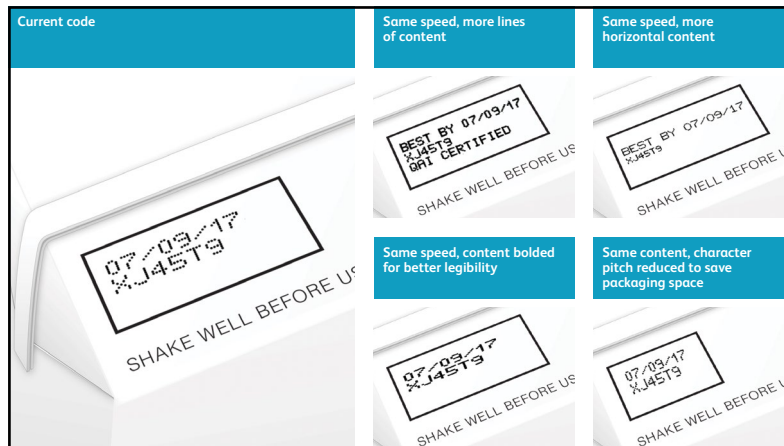 Current code
07/09/17
XJ45T9
SHAKE WELL BEFORE US
Same speed, more lines
of content
BEST BY 07/09/17
XJ45T9
QAI CERTIFIED
SHAKE WELL BEFORE US
Same speed, more
horizontal content
BEST BY 07/09/17
XJ45T9
SHAKE WELL BEFORE U
Same speed, content bolded
for better legibility
07/09/17
XJ45T9
SHAKE WELL BEFORE US
Same content, character
pitch reduced to save
packaging space
07/09/17
XJ45T9
SHAKE WELL BEFORE U